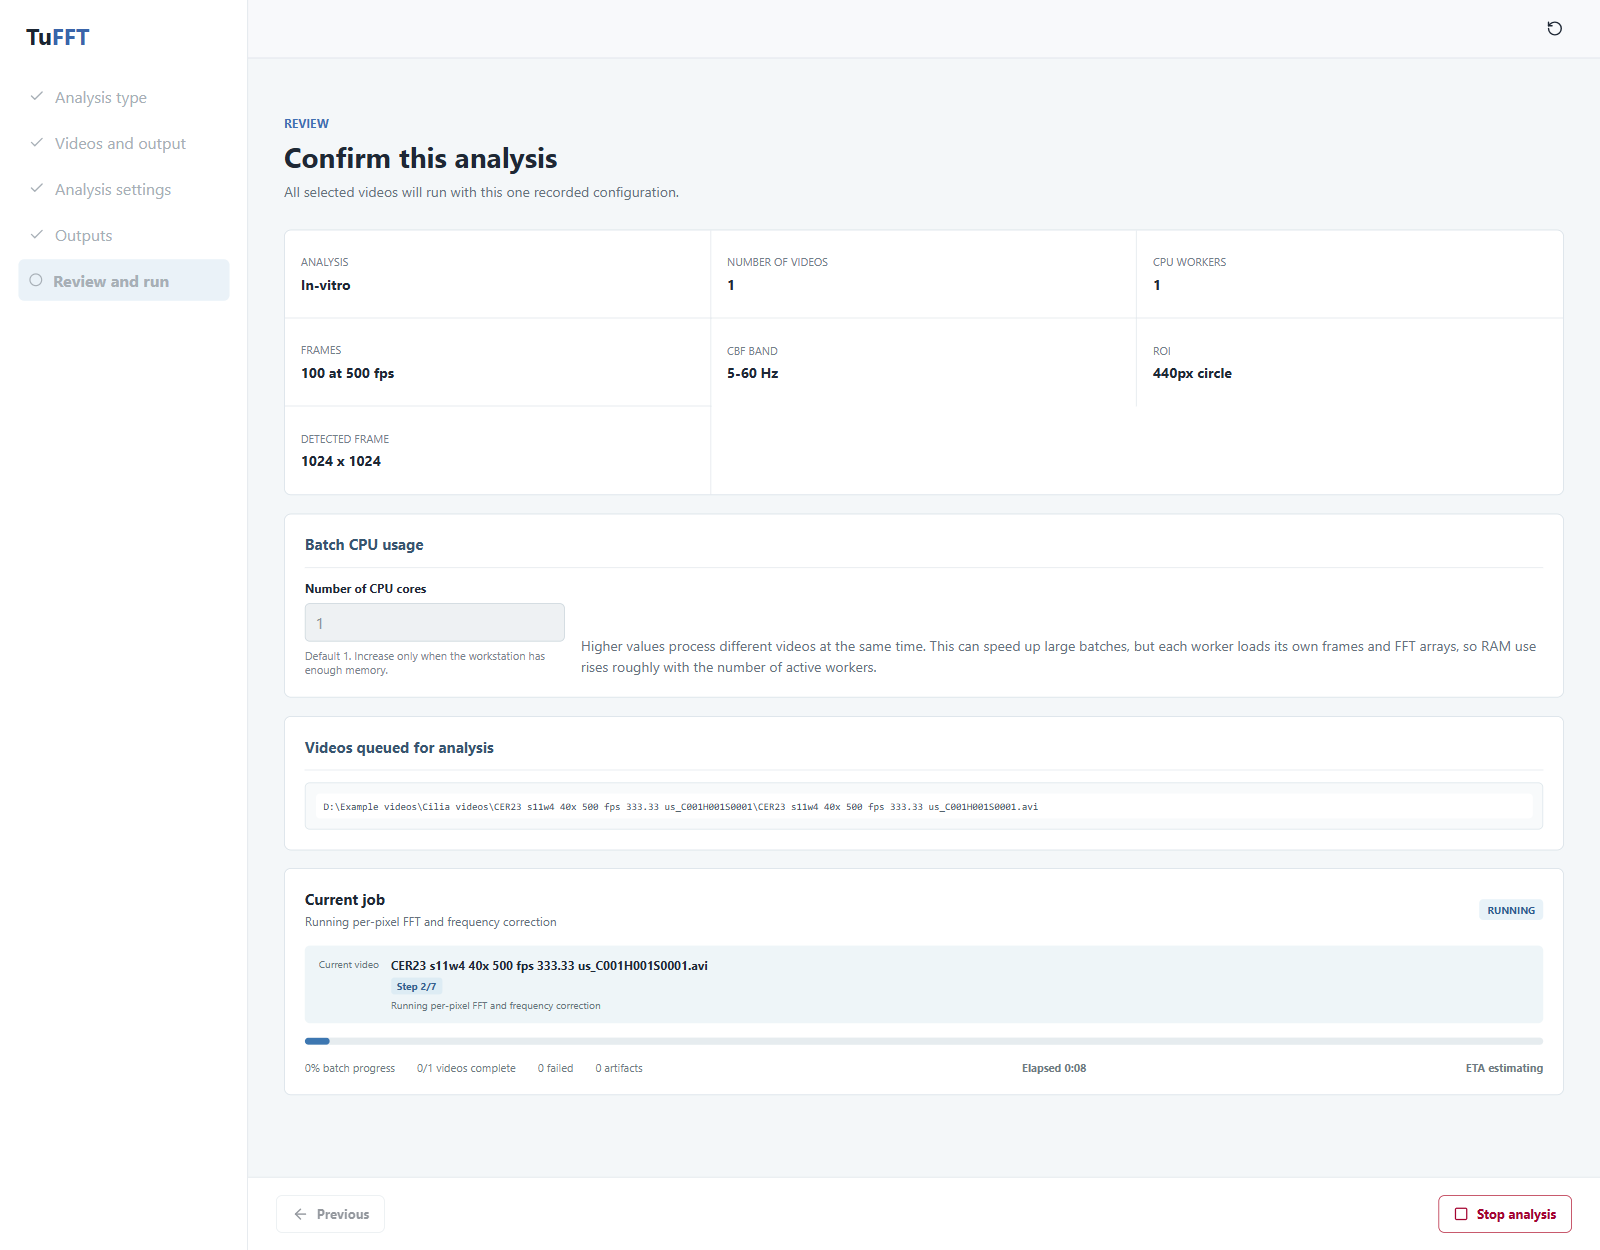 TuFFT
Analysis type
Videos and output
Analysis settings
Outputs
Review and run
REVIEW
Confirm this analysis
All selected videos will run with this one recorded configuration.
ANALYSIS
In-vitro
NUMBER OF VIDEOS
1
CPU WORKERS
1
FRAMES
100 at 500 fps
CBF BAND
5-60 Hz
ROI
440px circle
DETECTED FRAME
1024 x 1024
Batch CPU usage
Number of CPU cores
1
Default 1. Increase only when the workstation has
enough memory.
Higher values process different videos at the same time. This can speed up large batches, but each worker loads its own frames and FFT arrays, so RAM use
rises roughly with the number of active workers.
Videos queued for analysis
D:\Example videos\Cilia videos\CER23 s11w4 40x 500 fps 333.33 us_C001H001S0001\CER23 s11w4 40x 500 fps 333.33 us_C001H001S0001.avi
Current job
Running per-pixel FFT and frequency correction
RUNNING
Current video CER23 s11w4 40x 500 fps 333.33 us_C001H001S0001.avi
Step 2/7
Running per-pixel FFT and frequency correction
0% batch progress 0/1 videos complete 0 failed 0 artifacts Elapsed 0:08 ETA estimating
Previous
Stop analysis